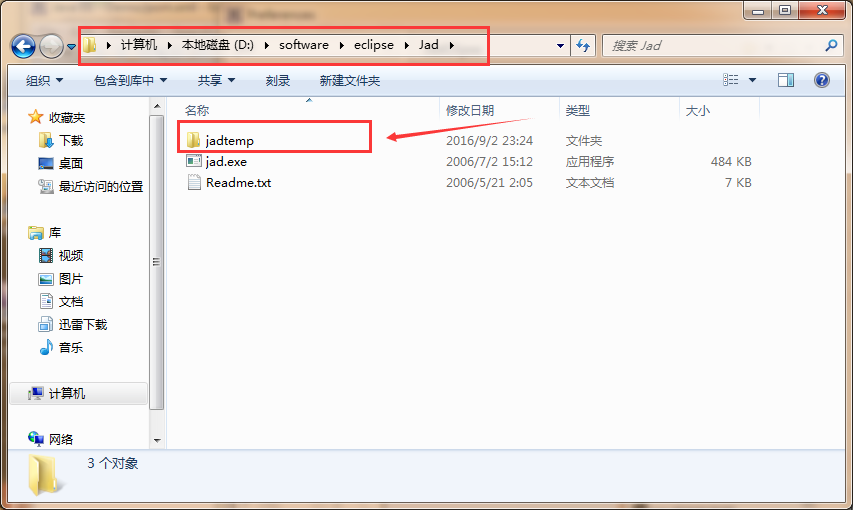 计算机 本地磁盘 (D:) software eclipse Jad
搜索 Jad
组织 包含到库中 共享 刻录 新建文件夹
收藏夹
下载
桌面
最近访问的位置
库
视频
图片
文档
迅雷下载
音乐
计算机
网络
名称 修改日期 类型 大小
jadtemp 2016/9/2 23:24 文件夹
jad.exe 2006/7/2 15:12 应用程序 484 KB
Readme.txt 2006/5/21 2:05 文本文档 7 KB
3 个对象